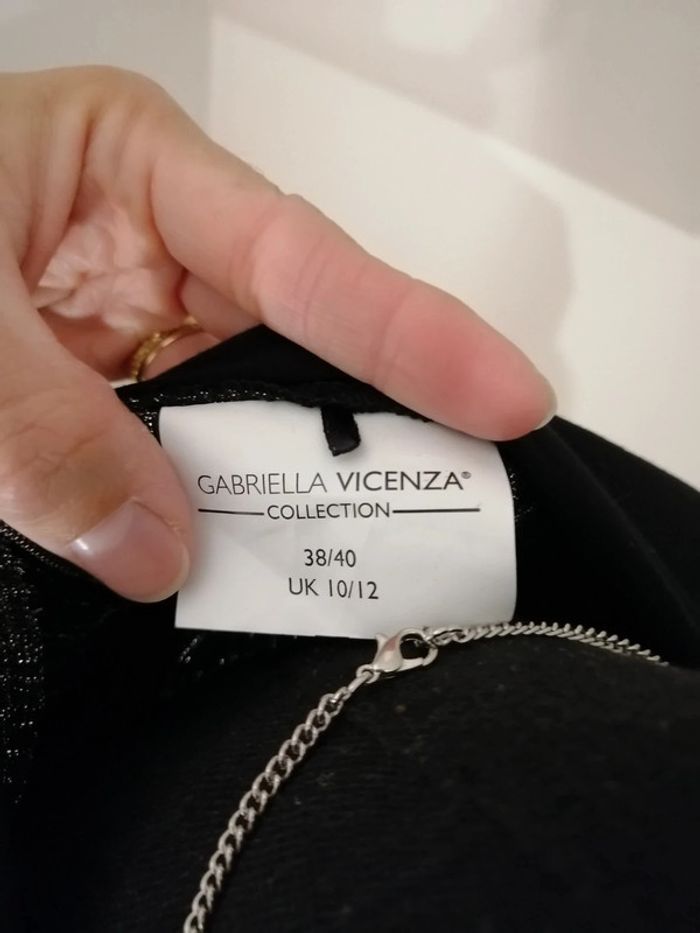 GABRIELLA VICENZA®
COLLECTION
38/40
UK 10/12